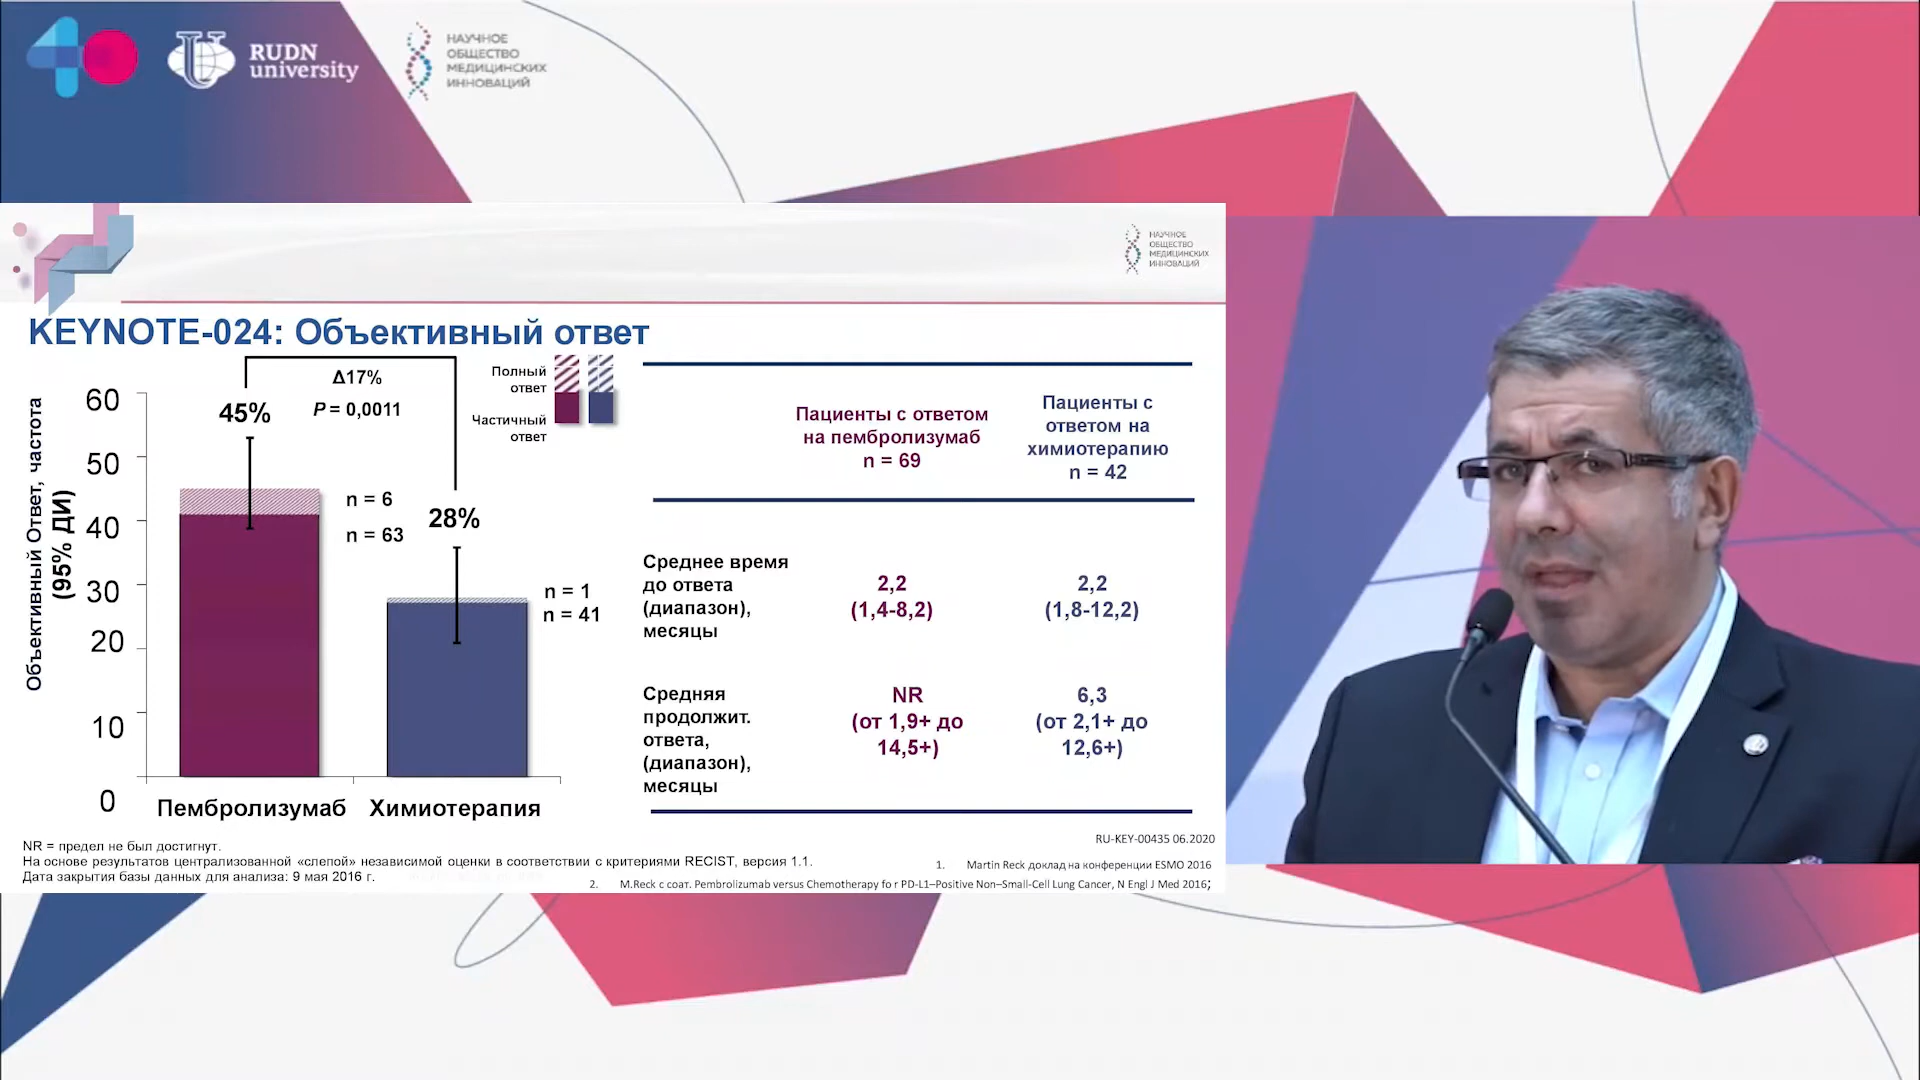 RUDN
university
НАУЧНОЕ
ОБЩЕСТВО
МЕДИЦИНСКИХ
ИННОВАЦИЙ
НАУЧНОЕ
ОБЩЕСТВО
МЕДИЦИНСКИХ
ИННОВАЦИЙ
KEYNOTE-024: Объективный ответ
Объективный Ответ, частота
(95% ДИ)
60
50
40
30
20
10
0
Δ17%
P = 0,0011
45%
28%
Полный
ответ
Частичный
ответ
n = 6
n = 63
n = 1
n = 41
Пембролизумаб
Химиотерапия
Пациенты с ответом
на пембролизумаб
n = 69
Пациенты с
ответом на
химиотерапию
n = 42
Среднее время
до ответа
(диапазон),
месяцы
2,2
(1,4-8,2)
2,2
(1,8-12,2)
Средняя
продолжит.
ответа,
(диапазон),
месяцы
NR
(от 1,9+ до
14,5+)
6,3
(от 2,1+ до
12,6+)
NR = предел не был достигнут.
На основе результатов централизованной «слепой» независимой оценки в соответствии с критериями RECIST, версия 1.1.
Дата закрытия базы данных для анализа: 9 мая 2016 г.
RU-KEY-00435 06.2020
1. Martin Reck доклад на конференции ESMO 2016
2. M.Reck с соат. Pembrolizumab versus Chemotherapy fo r PD-L1–Positive Non–Small-Cell Lung Cancer, N Engl J Med 2016;